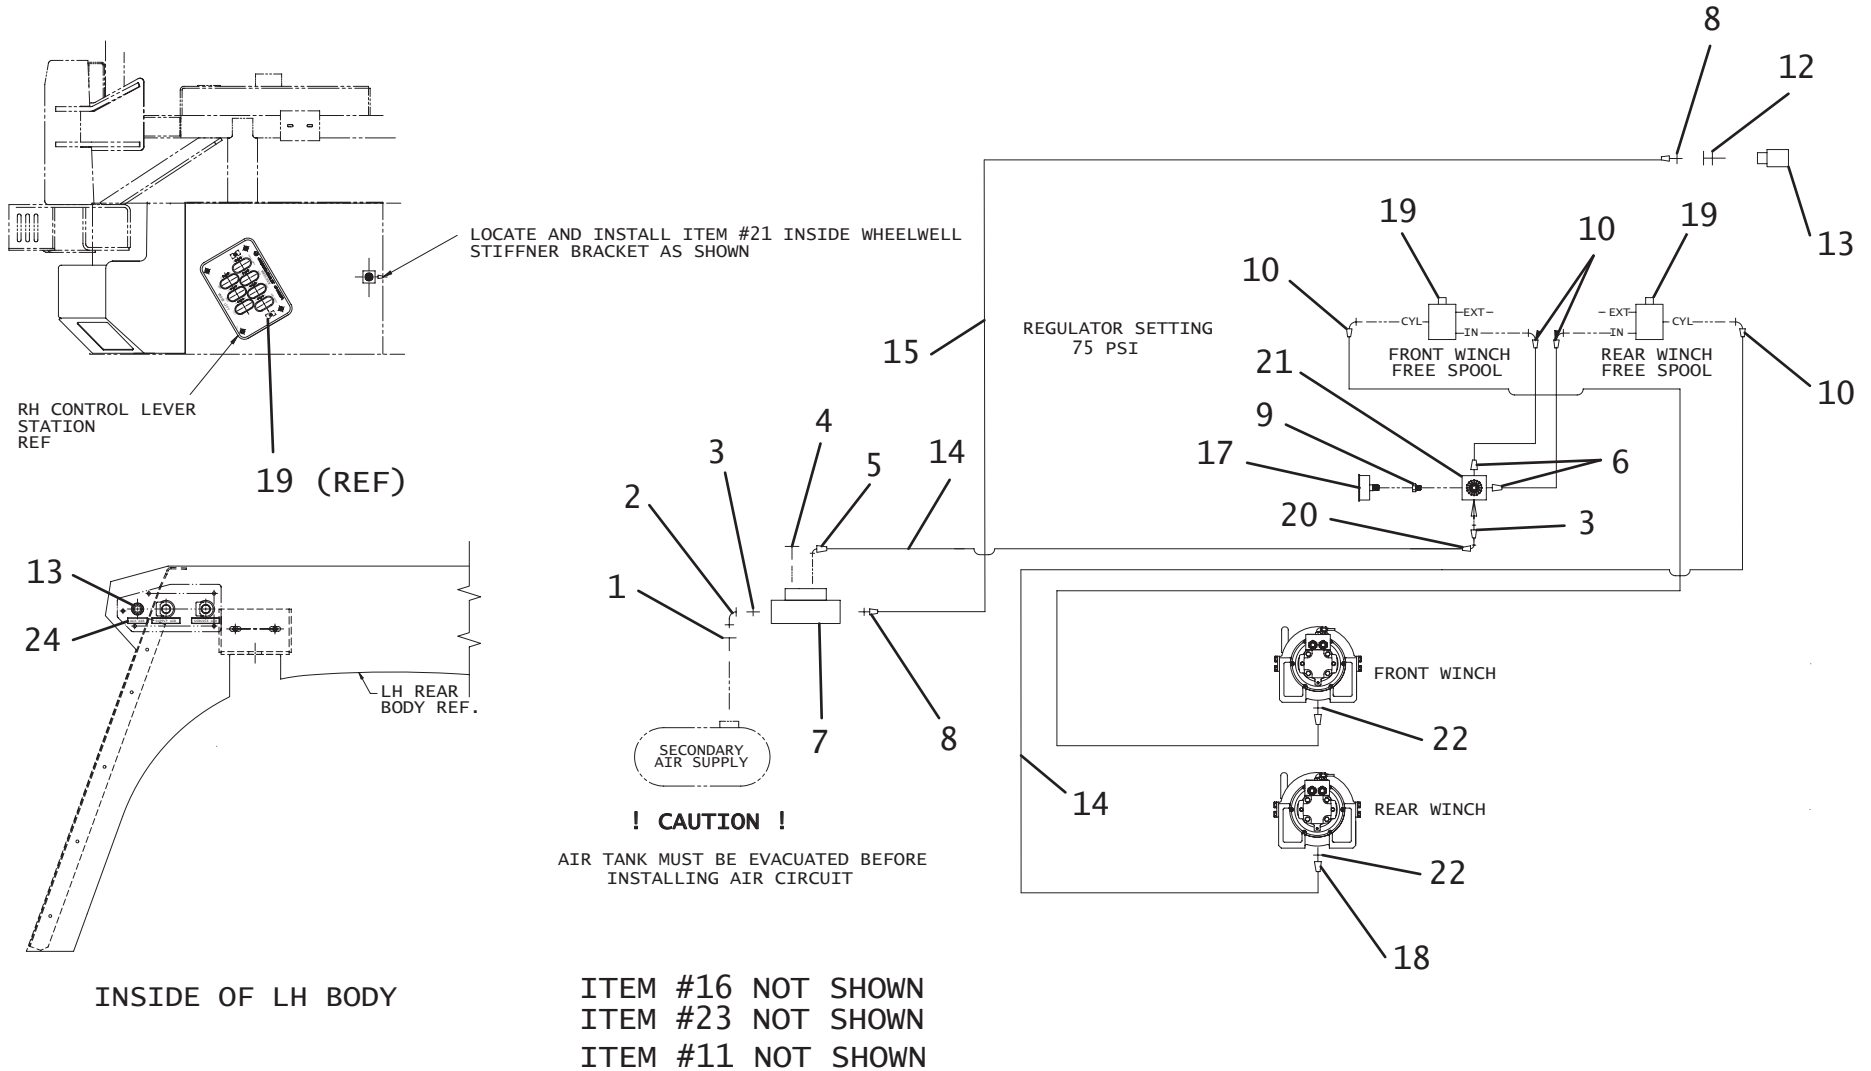 8
12
13
19
10
19
LOCATE AND INSTALL ITEM #21 INSIDE WHEELWELL
STIFFNER BRACKET AS SHOWN
10
EXT
EXT
CYL
CYL
IN
IN
REGULATOR SETTING
75 PSI
15
FRONT WINCH
FREE SPOOL
REAR WINCH
FREE SPOOL
10
21
RH CONTROL LEVER
STATION
REF
19 (REF)
9
17
6
20
3
4
3
5
14
2
1
13
24
LH REAR
BODY REF.
SECONDARY
AIR SUPPLY
7
8
FRONT WINCH
22
14
REAR WINCH
22
18
! CAUTION !
AIR TANK MUST BE EVACUATED BEFORE
INSTALLING AIR CIRCUIT
INSIDE OF LH BODY
ITEM #16 NOT SHOWN
ITEM #23 NOT SHOWN
ITEM #11 NOT SHOWN